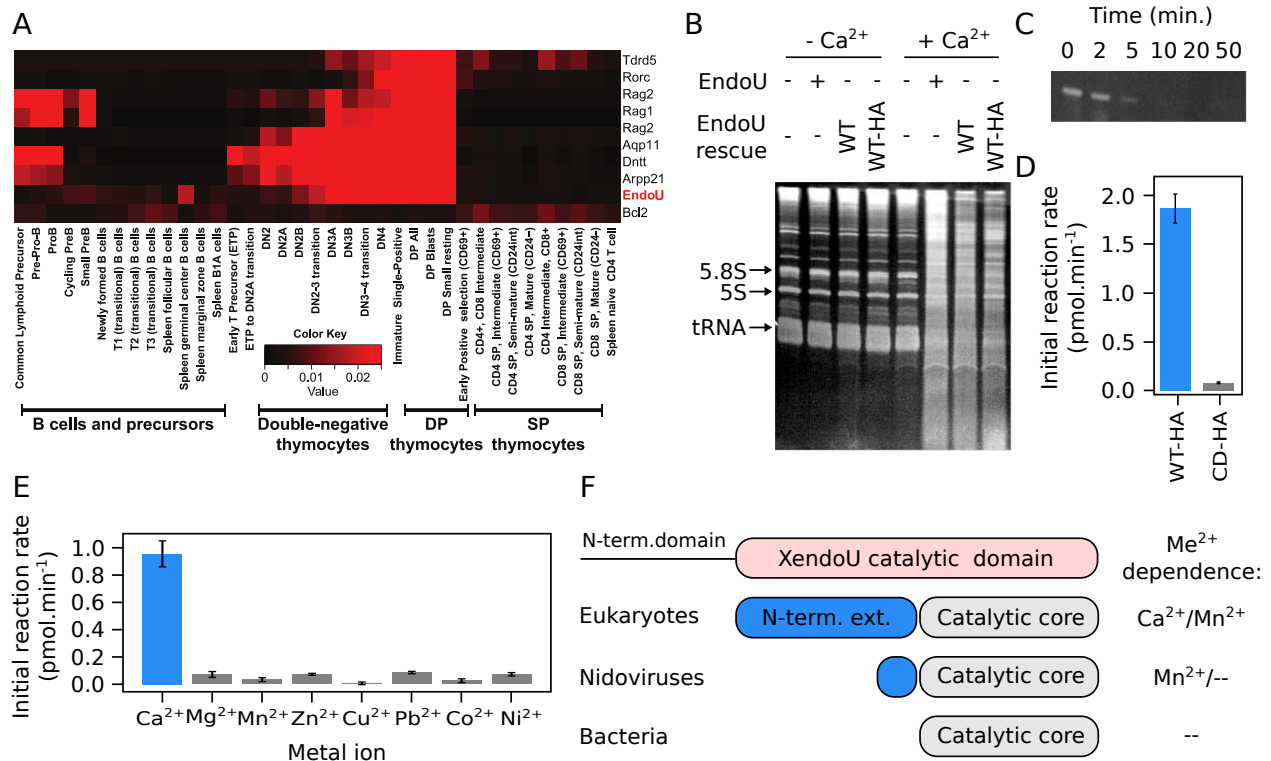 A
Tdrd5
Rorc
Rag2
Rag1
Rag2
Aqp11
Dntt
Arpp21
EndoU
Bcl2
Common Lymphoid Precursor
Pre-Pro-B
ProB
Cycling PreB
Small PreB
Newly formed B cells
T1 (transitional) B cells
T2 (transitional) B cells
T3 (transitional) B cells
Spleen follicular B cells
Spleen germinal center B cells
Spleen marginal zone B cells
Spleen B1A cells
Early T Precursor (ETP)
ETP to DN2A transition
DN2
DN2A
DN2B
DN2-3 transition
DN3A
DN3B
DN3–4 transition
DN4
Immature Single-Positive
DP All
DP Blasts
DP Small resting
Early Positive selection (CD69+)
CD4+, CD8 Intermediate
CD4 SP, Intermediate (CD69+)
CD4 SP, Semi-mature (CD24int)
CD4 SP, Mature (CD24–)
CD4 Intermediate, CD8+
CD8 SP, Intermediate (CD69+)
CD8 SP, Semi-mature (CD24int)
CD8 SP, Mature (CD24-)
Spleen naive CD4 T cell
Color Key
0 0.01 0.02
Value
B cells and precursors
Double-negative thymocytes
DP thymocytes
SP thymocytes
B
- Ca²⁺ + Ca²⁺
EndoU - + - - - + - -
EndoU rescue - - WT WT-HA - - WT WT-HA
5.8S
5S
tRNA
C
Time (min.)
0 2 5 10 20 50
D
Initial reaction rate
(pmol.min⁻¹)
2.0
1.5
1.0
0.5
0.0
WT-HA
CD-HA
E
Initial reaction rate
(pmol.min⁻¹)
1.0
0.8
0.6
0.4
0.2
0.0
Ca²⁺ Mg²⁺ Mn²⁺ Zn²⁺ Cu²⁺ Pb²⁺ Co²⁺ Ni²⁺
Metal ion
F
N-term.domain
XendoU catalytic domain
Me²⁺
dependence:
Eukaryotes N-term. ext. Catalytic core Ca²⁺/Mn²⁺
Nidoviruses Catalytic core Mn²⁺/--
Bacteria Catalytic core --